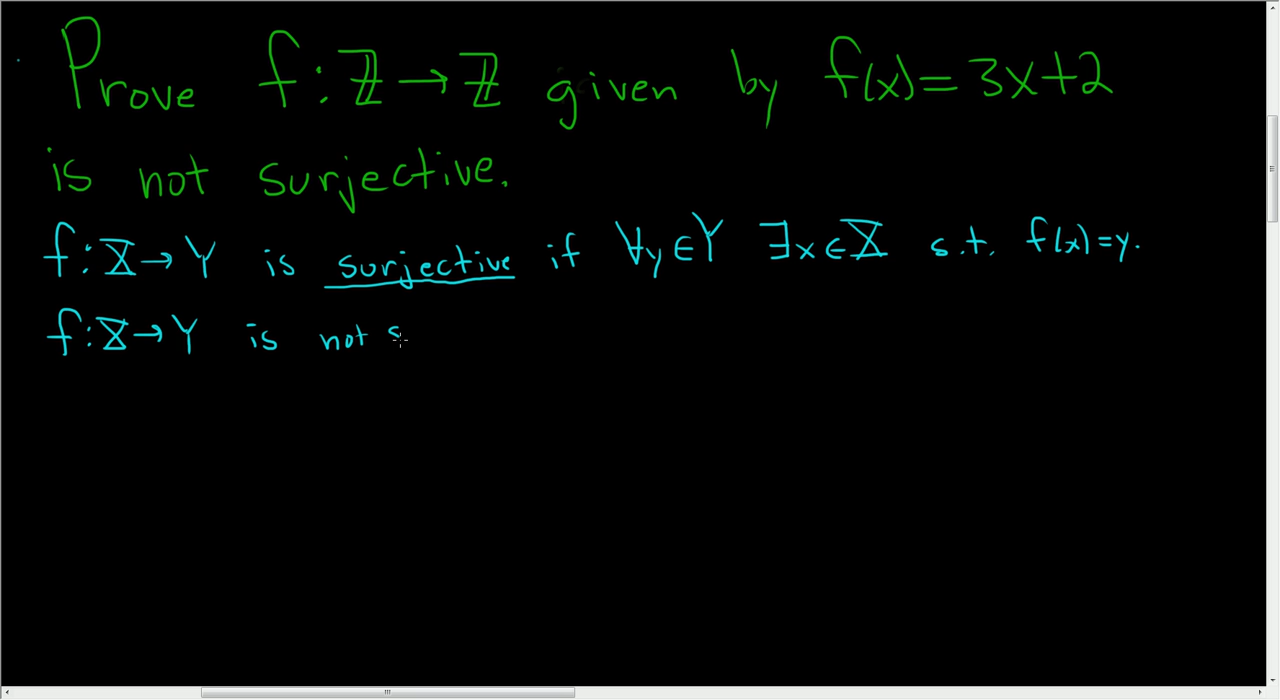 Prove f: ℤ→ℤ given by f(x)=3x+2
is not surjective.
f: X→Y is surjective if ∀y∈Y ∃x∈X s.t. f(x)=y.
f: X→Y is not s